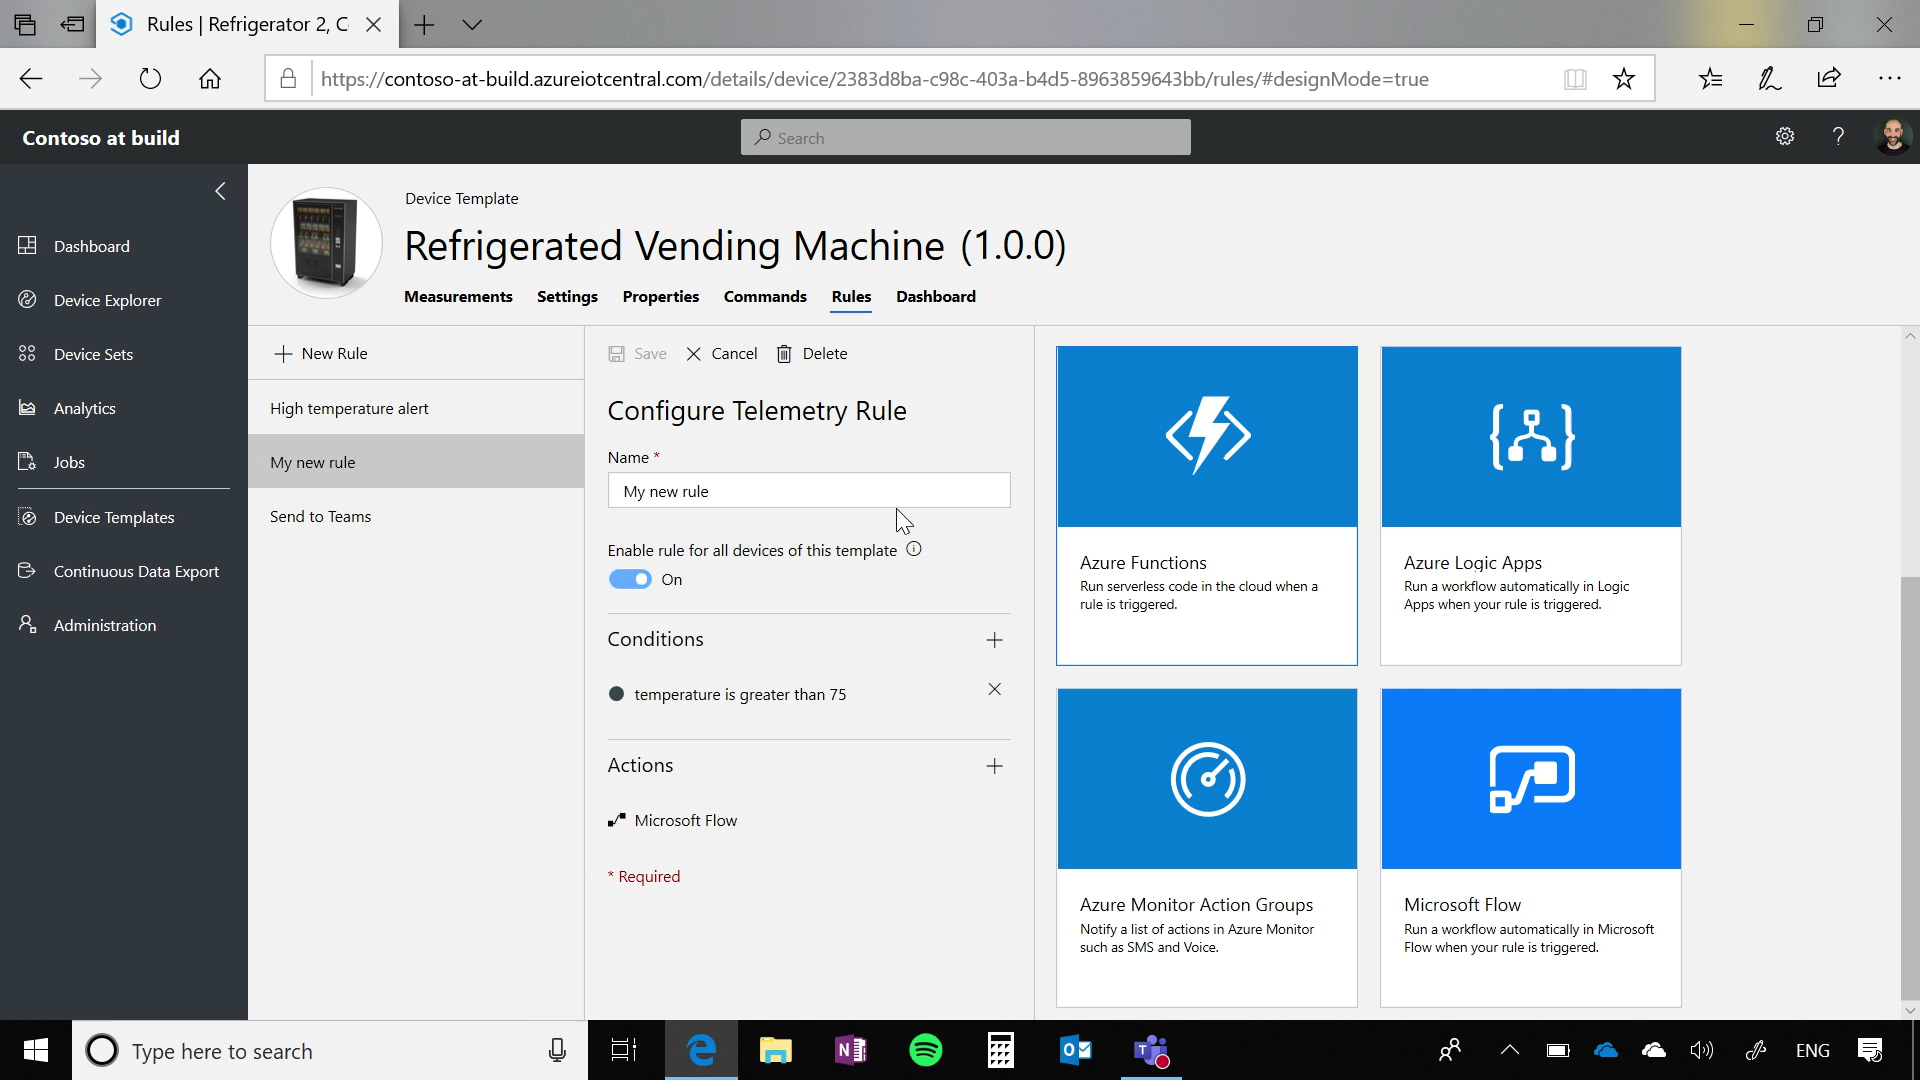 Rules | Refrigerator 2, C
https://contoso-at-build.azureiotcentral.com/details/device/2383d8ba-c98c-403a-b4d5-8963859643bb/rules/#designMode=true
Contoso at build
Search
?
Dashboard
Device Explorer
Device Sets
Analytics
Jobs
Device Templates
Continuous Data Export
Administration
Device Template
Refrigerated Vending Machine (1.0.0)
Measurements Settings Properties Commands Rules Dashboard
New Rule
High temperature alert
My new rule
Send to Teams
Save Cancel Delete
Configure Telemetry Rule
Name *
My new rule
Enable rule for all devices of this template
On
Conditions
temperature is greater than 75
Actions
Microsoft Flow
* Required
Azure Functions
Run serverless code in the cloud when a
rule is triggered.
Azure Logic Apps
Run a workflow automatically in Logic
Apps when your rule is triggered.
Azure Monitor Action Groups
Notify a list of actions in Azure Monitor
such as SMS and Voice.
Microsoft Flow
Run a workflow automatically in Microsoft
Flow when your rule is triggered.
Type here to search
ENG